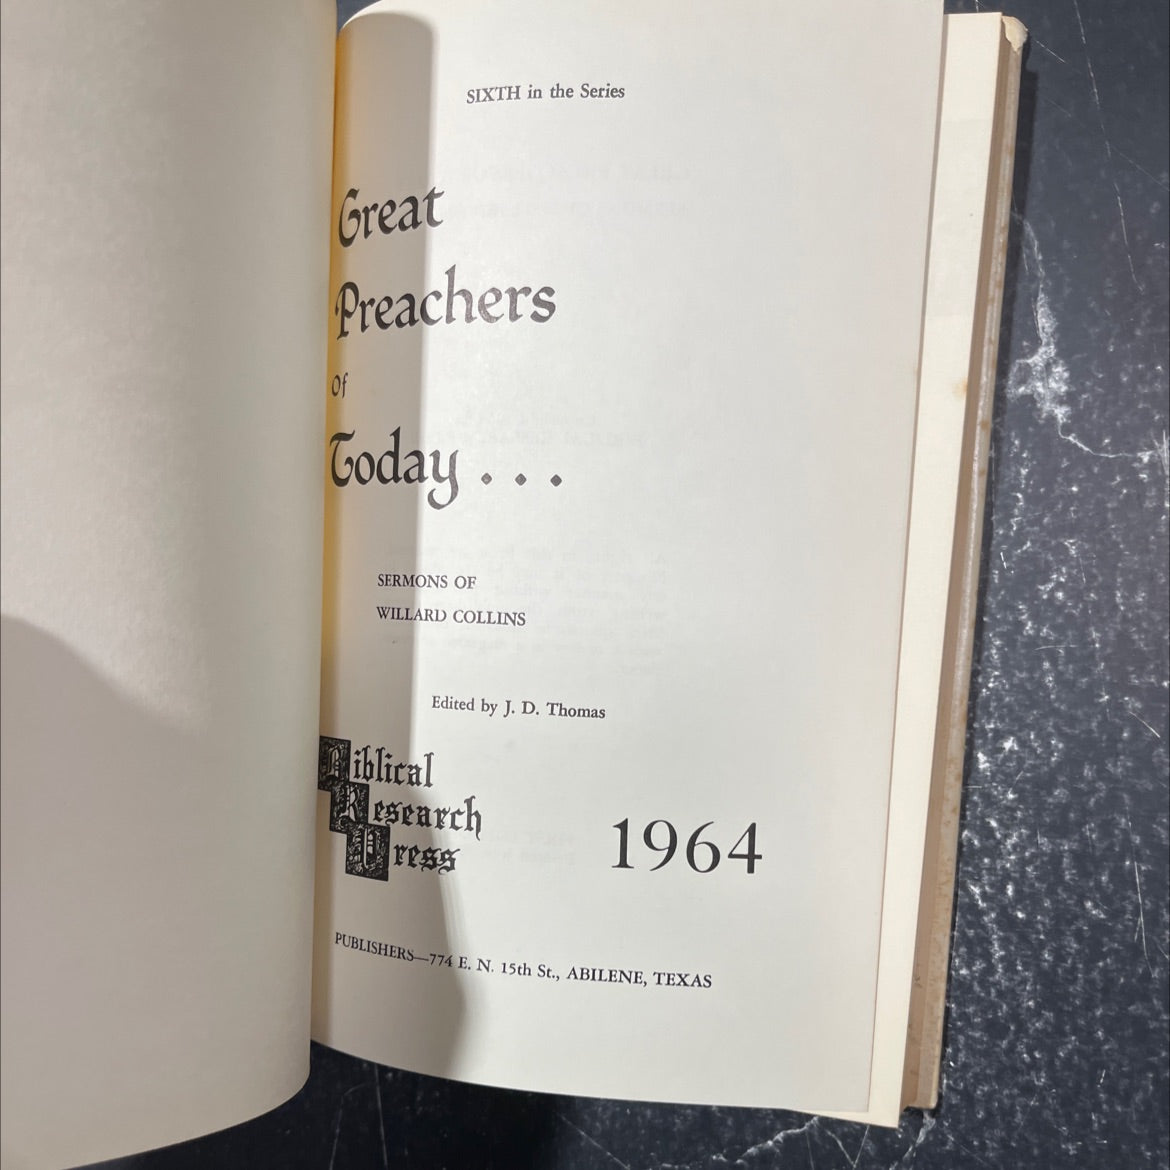 SIXTH in the Series
Great
Preachers
of
Today . . .
SERMONS OF
WILLARD COLLINS
Edited by J. D. Thomas
Biblical
Research
Press
1964
PUBLISHERS—774 E. N. 15th St., ABILENE, TEXAS